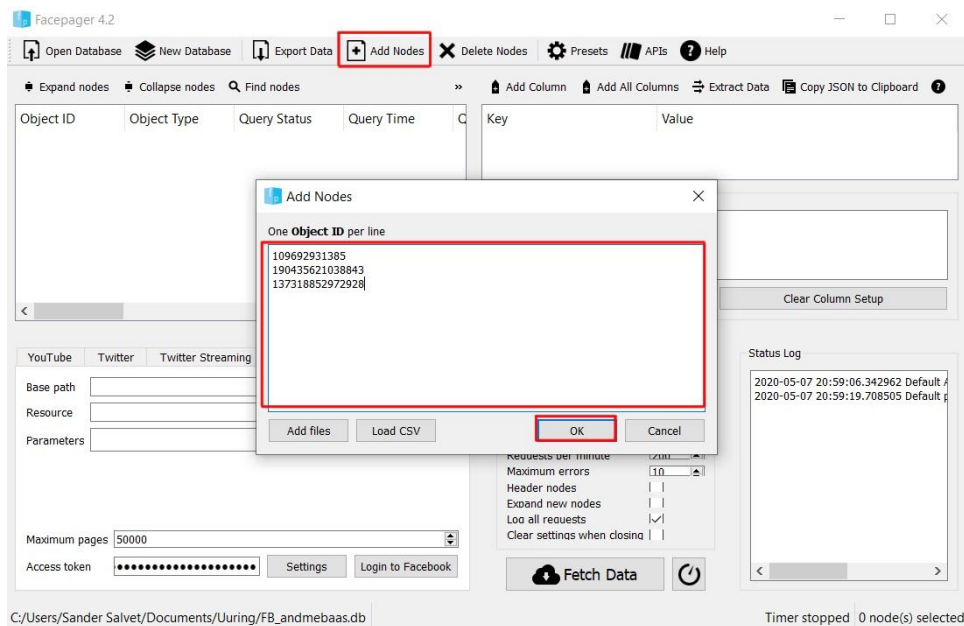 Facepager 4.2
Open Database New Database Export Data Add Nodes Delete Nodes Presets APIs Help
Expand nodes Collapse nodes Find nodes » Add Column Add All Columns Extract Data Copy JSON to Clipboard
Object ID Object Type Query Status Query Time Key Value
Add Nodes
One Object ID per line
109692931385
190435621038843
137318852972928
Clear Column Setup
YouTube Twitter Twitter Streaming
Status Log
Base path
2020-05-07 20:59:06.342962 Default
2020-05-07 20:59:19.708505 Default
Resource
Add files Load CSV OK Cancel
Parameters
Requests per minute 200
Maximum errors 10
Header nodes
Expand new nodes
Log all requests
Clear settings when closing
Maximum pages 50000
Access token Settings Login to Facebook
Fetch Data
C:/Users/Sander Salvet/Documents/Uuring/FB_andmebaas.db Timer stopped 0 node(s) selected